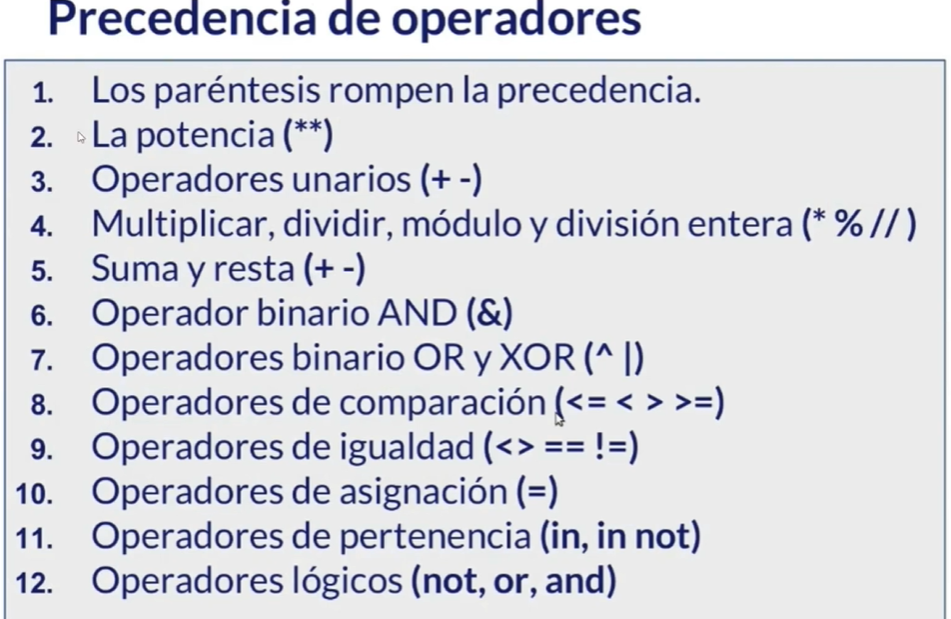 Precedencia de operadores
1. Los paréntesis rompen la precedencia.
2. La potencia (**)
3. Operadores unarios (+ -)
4. Multiplicar, dividir, módulo y división entera (* % // )
5. Suma y resta (+ -)
6. Operador binario AND (&)
7. Operadores binario OR y XOR (^ |)
8. Operadores de comparación (<= < > >=)
9. Operadores de igualdad (<> == !=)
10. Operadores de asignación (=)
11. Operadores de pertenencia (in, in not)
12. Operadores lógicos (not, or, and)